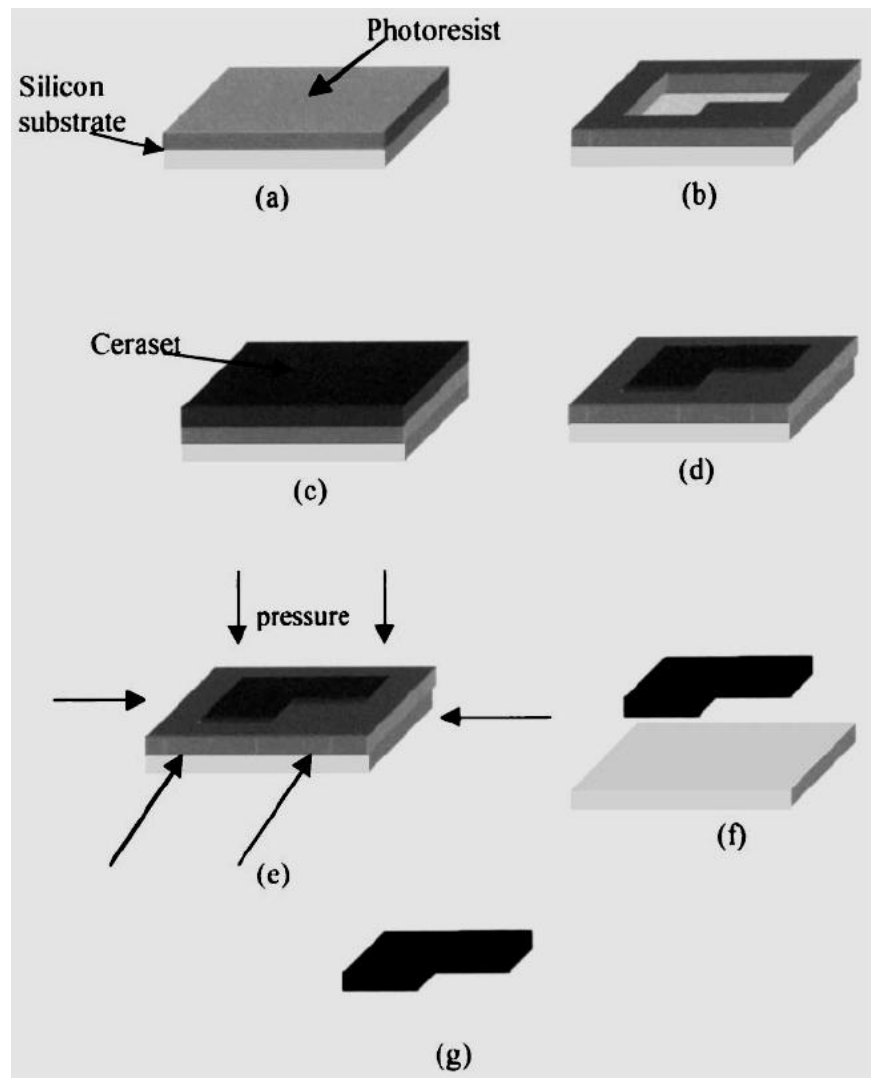 Photoresist
Silicon
substrate
(a)
(b)
Ceraset
(c)
(d)
pressure
(e)
(f)
(g)